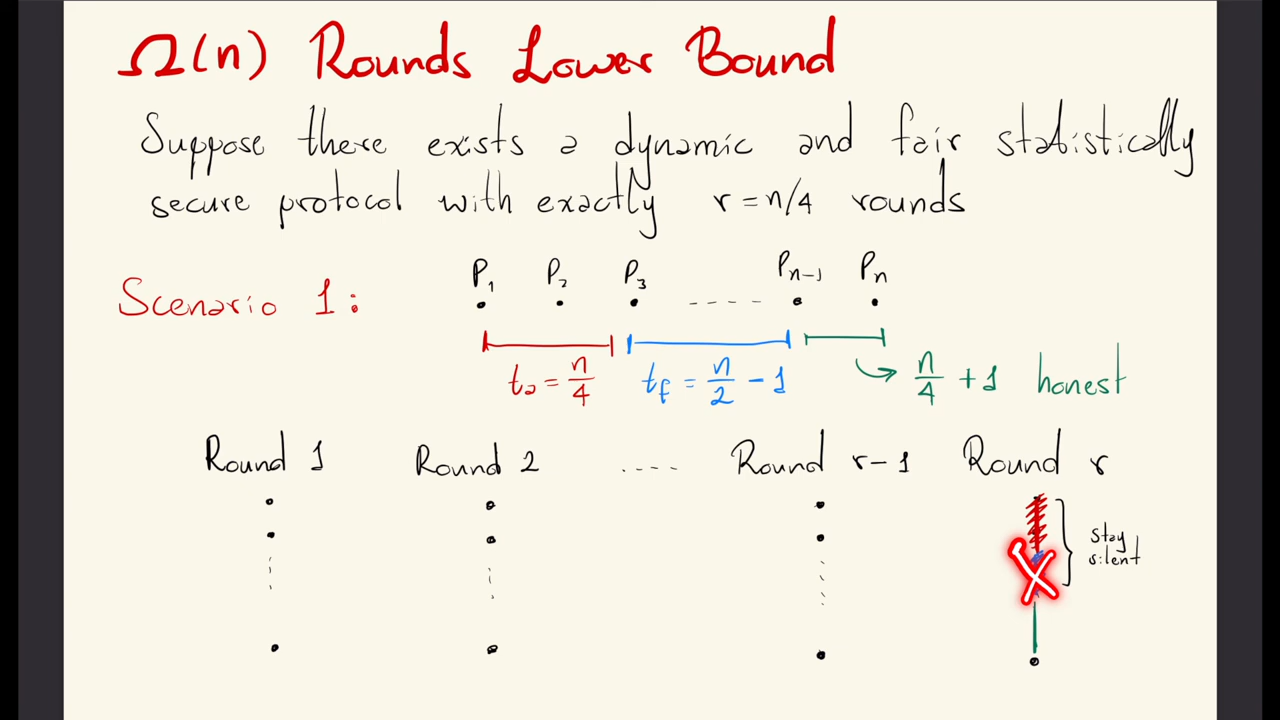 Ω(n) Rounds Lower Bound
Suppose there exists a dynamic and fair statistically
secure protocol with exactly r = n/4 rounds
Scenario 1:
P1 P2 P3 ----- Pn-1 Pn
ta = n/4 tf = n/2 - 1 n/4 + 1 honest
Round 1 Round 2 .... Round r-1 Round r
stay
silent